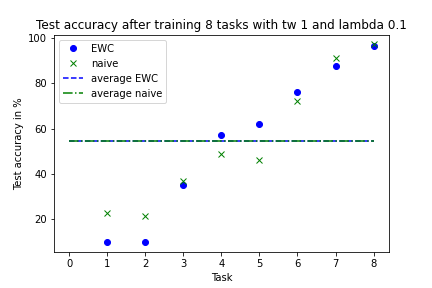 Test accuracy after training 8 tasks with tw 1 and lambda 0.1
100
80
60
40
20
Test accuracy in %
EWC
naive
average EWC
average naive
0 1 2 3 4 5 6 7 8
Task